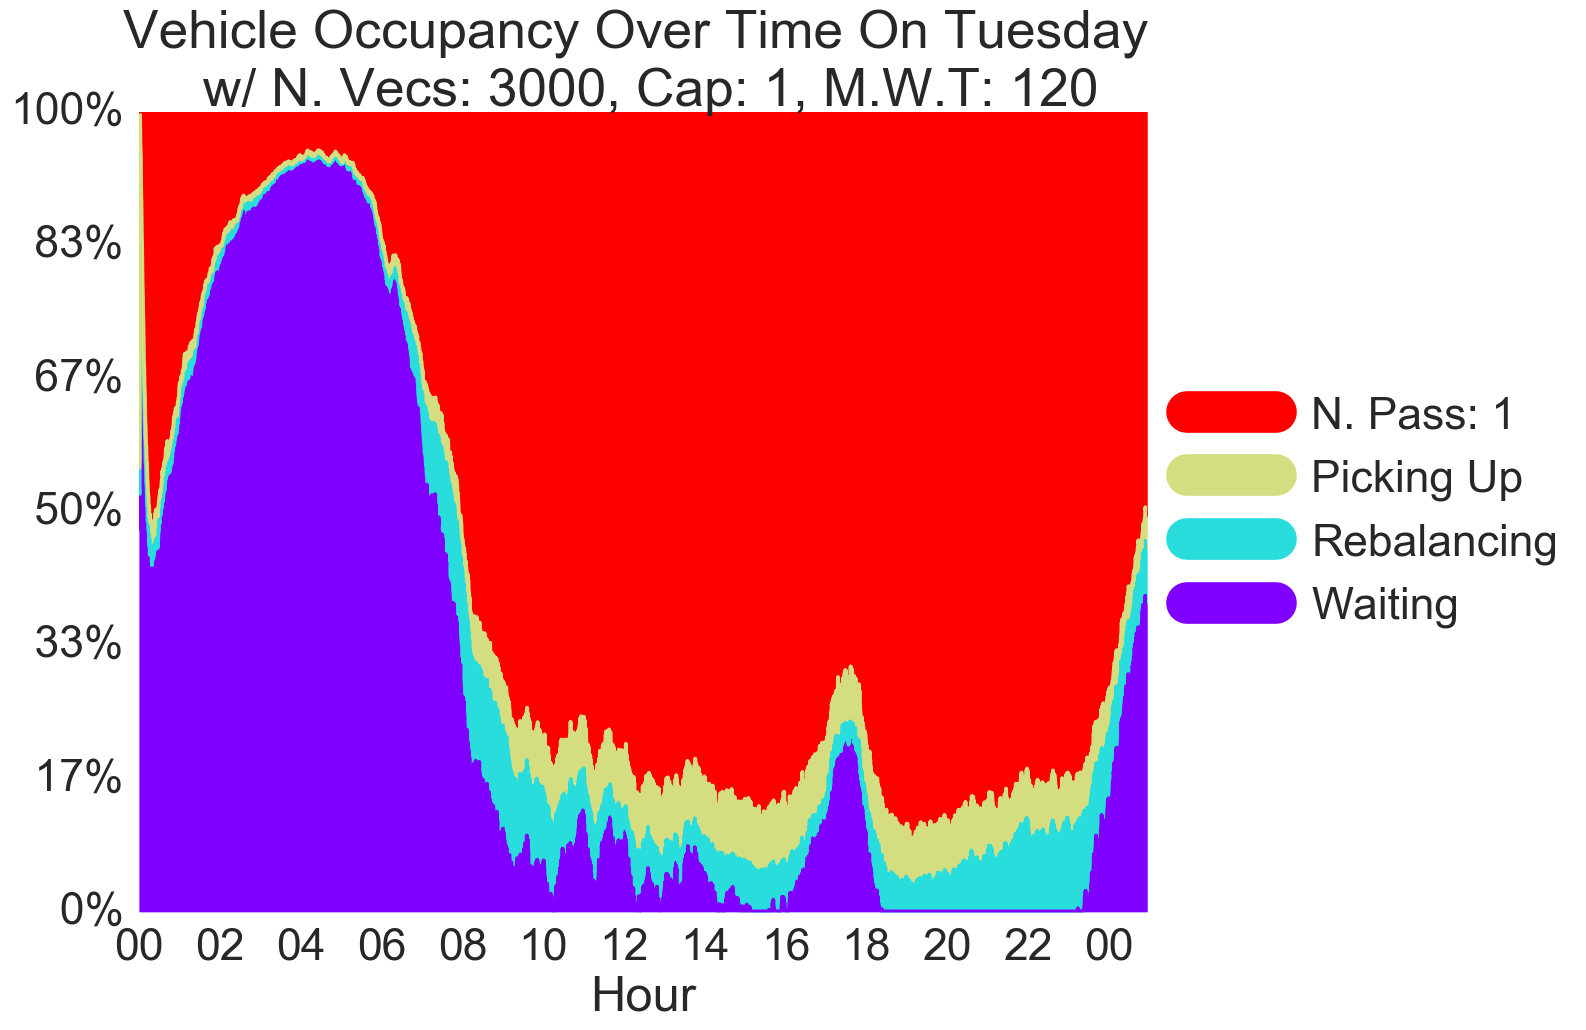 Vehicle Occupancy Over Time On Tuesday
w/ N. Vecs: 3000, Cap: 1, M.W.T: 120
100%
83%
67%
50%
33%
17%
0%
00 02 04 06 08 10 12 14 16 18 20 22 00
Hour
N. Pass: 1
Picking Up
Rebalancing
Waiting